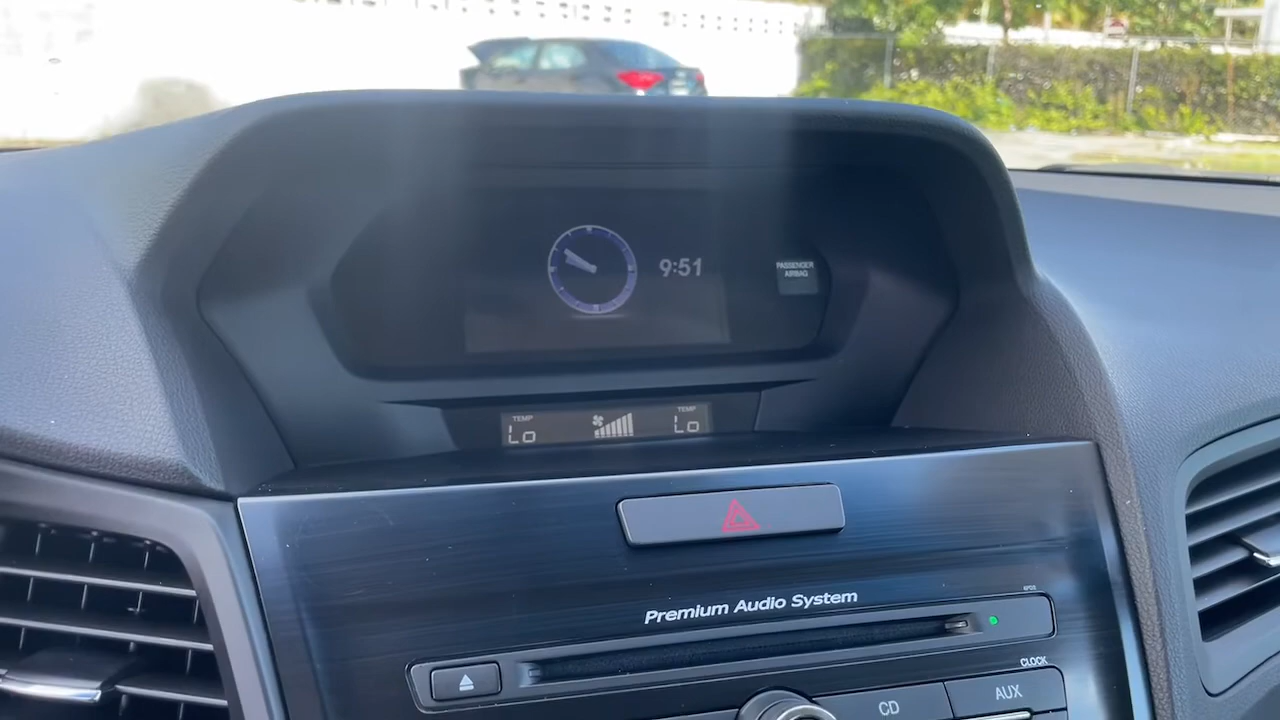 9:51
PASSENGER
AIRBAG
TEMP
Lo
TEMP
Lo
Premium Audio System
CLOCK
CD
AUX